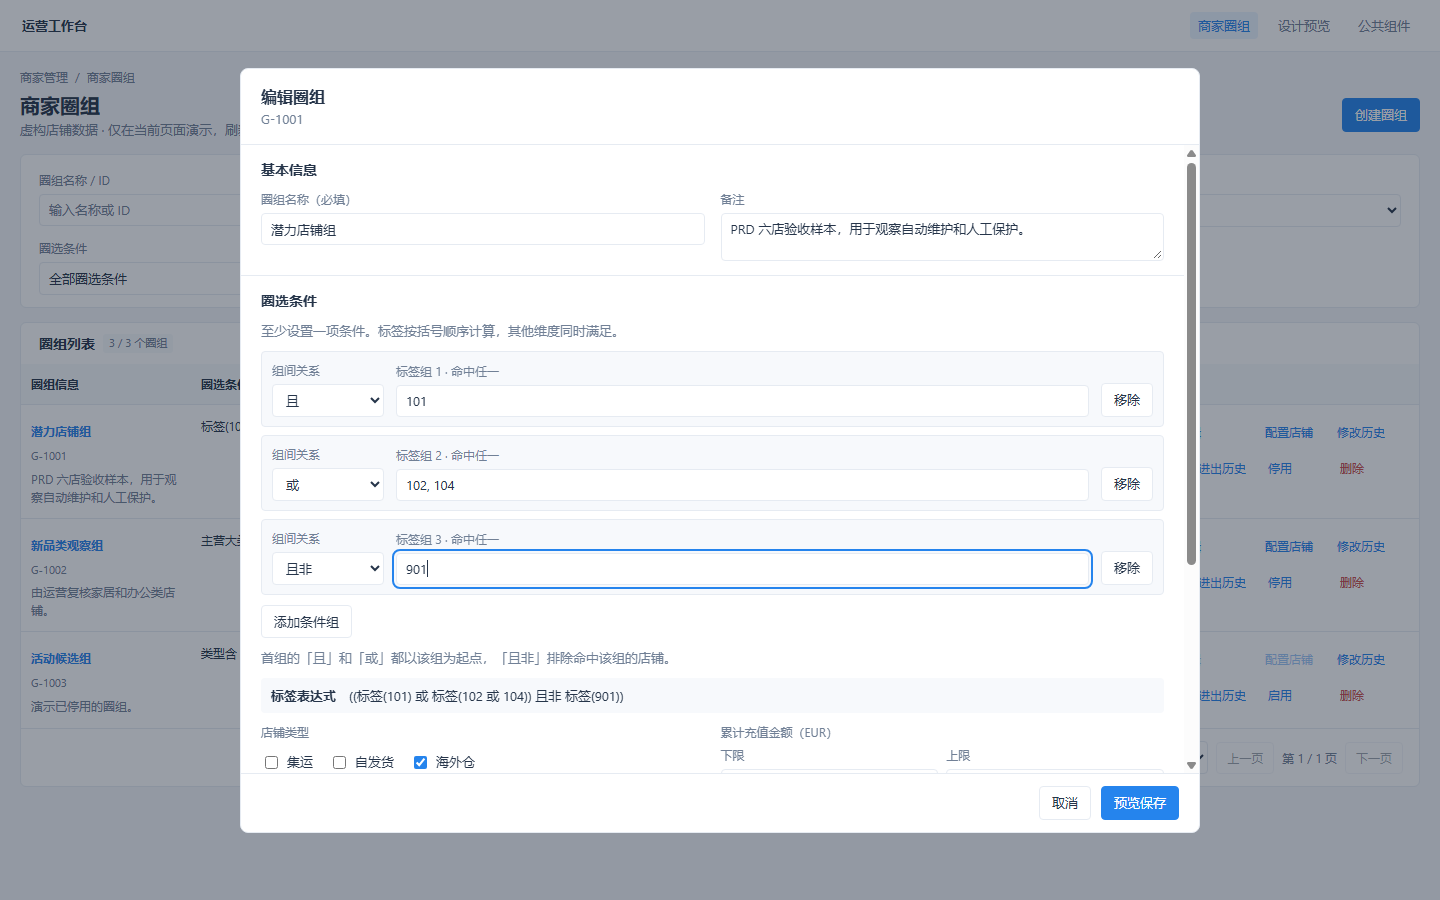 运营工作台
商家圈组 设计预览 公共组件
商家管理 / 商家圈组
商家圈组
虚构店铺数据 · 仅在当前页面演示，刷
创建圈组
圈组名称 / ID
输入名称或 ID
圈选条件
全部圈选条件
圈组列表 3 / 3 个圈组
圈组信息 圈选条
潜力店铺组 标签(10
G-1001
PRD 六店验收样本，用于观
察自动维护和人工保护。
配置店铺 修改历史
进出历史 停用 删除
新品类观察组 主营大
G-1002
由运营复核家居和办公类店
铺。
配置店铺 修改历史
进出历史 停用 删除
活动候选组 类型含
G-1003
演示已停用的圈组。
配置店铺 修改历史
进出历史 启用 删除
上一页 第 1 / 1 页 下一页
编辑圈组
G-1001
基本信息
圈组名称（必填） 备注
潜力店铺组 PRD 六店验收样本，用于观察自动维护和人工保护。
圈选条件
至少设置一项条件。标签按括号顺序计算，其他维度同时满足。
组间关系 标签组 1 · 命中任一
且 101 移除
组间关系 标签组 2 · 命中任一
或 102, 104 移除
组间关系 标签组 3 · 命中任一
且非 901 移除
添加条件组
首组的「且」和「或」都以该组为起点，「且非」排除命中该组的店铺。
标签表达式 ((标签(101) 或 标签(102 或 104)) 且非 标签(901))
店铺类型 累计充值金额（EUR）
下限 上限
集运 自发货 海外仓
取消 预览保存